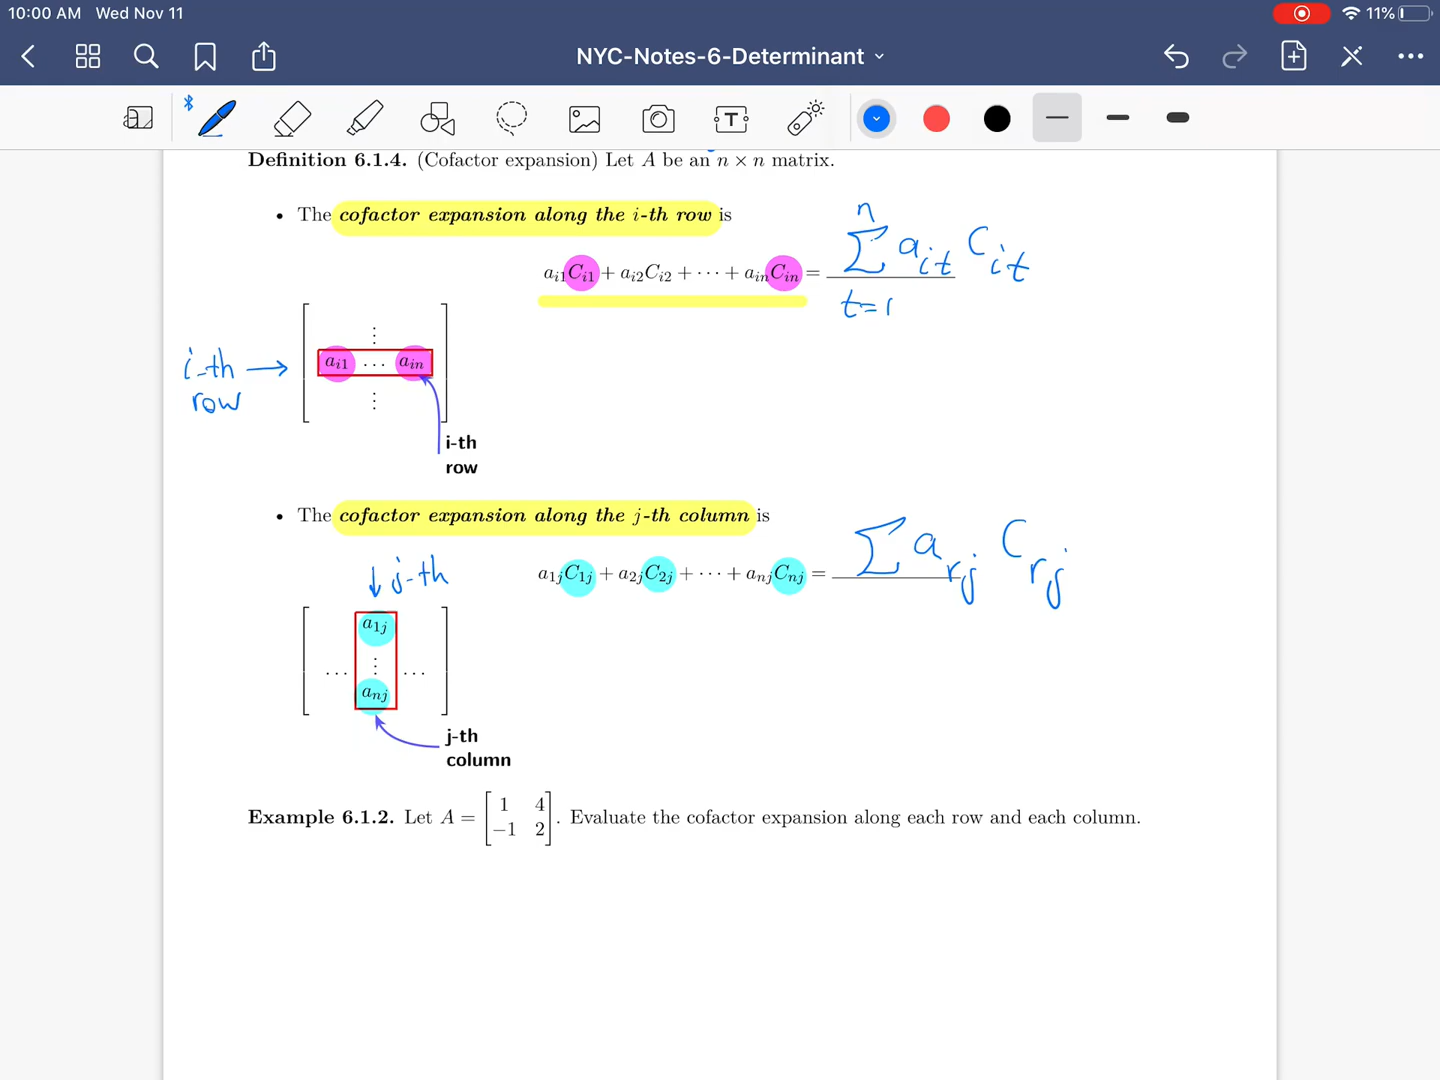 10:00 AM Wed Nov 11
11%
NYC-Notes-6-Determinant
Definition 6.1.4. (Cofactor expansion) Let A be an n × n matrix.
• The cofactor expansion along the i-th row is
a_{i1}C_{i1} + a_{i2}C_{i2} + ··· + a_{in}C_{in} = \sum_{t=1}^{n} a_{it} C_{it}
i-th → row
[ ⋮ a_{i1} ··· a_{in} ⋮ ]
i-th
row
• The cofactor expansion along the j-th column is
a_{1j}C_{1j} + a_{2j}C_{2j} + ··· + a_{nj}C_{nj} = \sum a_{rj} C_{rj}
↓ j-th
[ ··· a_{1j} ⋮ a_{nj} ··· ]
j-th
column
Example 6.1.2. Let A = [1 4; −1 2]. Evaluate the cofactor expansion along each row and each column.